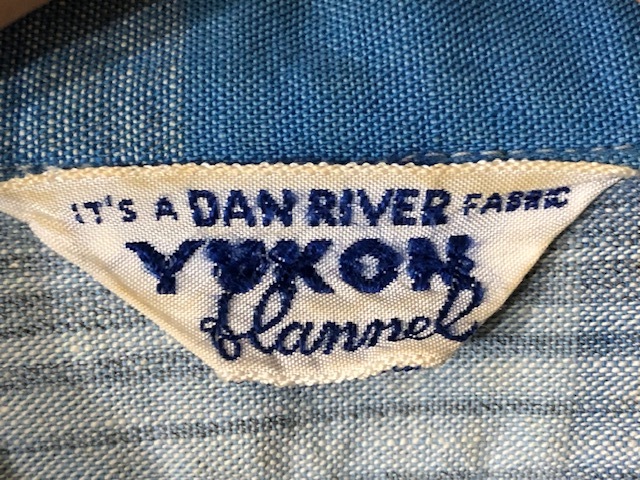 IT'S A DAN RIVER FABRIC
YUKON
flannel